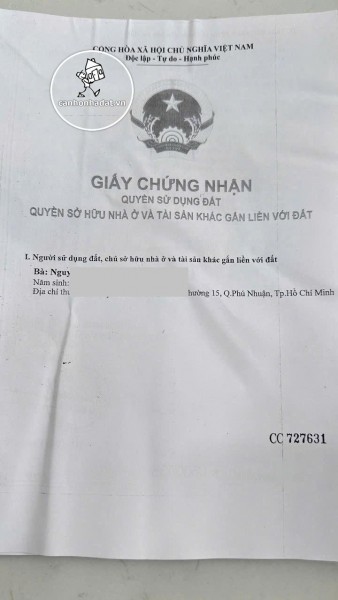 CỘNG HÒA XÃ HỘI CHỦ NGHĨA VIỆT NAM
Độc lập - Tự do - Hạnh phúc
canhonhadat.vn
GIẤY CHỨNG NHẬN
QUYỀN SỬ DỤNG ĐẤT
QUYỀN SỞ HỮU NHÀ Ở VÀ TÀI SẢN KHÁC GẮN LIỀN VỚI ĐẤT
I. Người sử dụng đất, chủ sở hữu nhà ở và tài sản khác gắn liền với đất
Bà: Nguy
Năm sinh:
Địa chỉ thư hường 15, Q.Phú Nhuận, Tp.Hồ Chí Minh
CC 727631